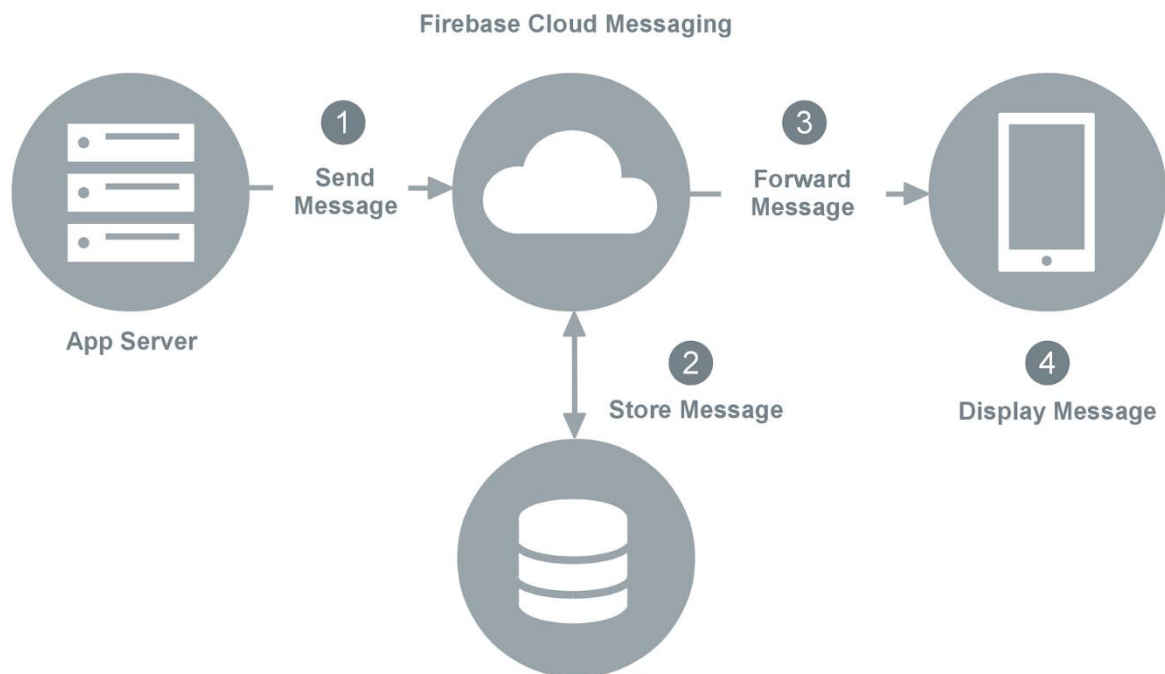 Firebase Cloud Messaging
1
Send
Message
3
Forward
Message
App Server
2
Store Message
4
Display Message